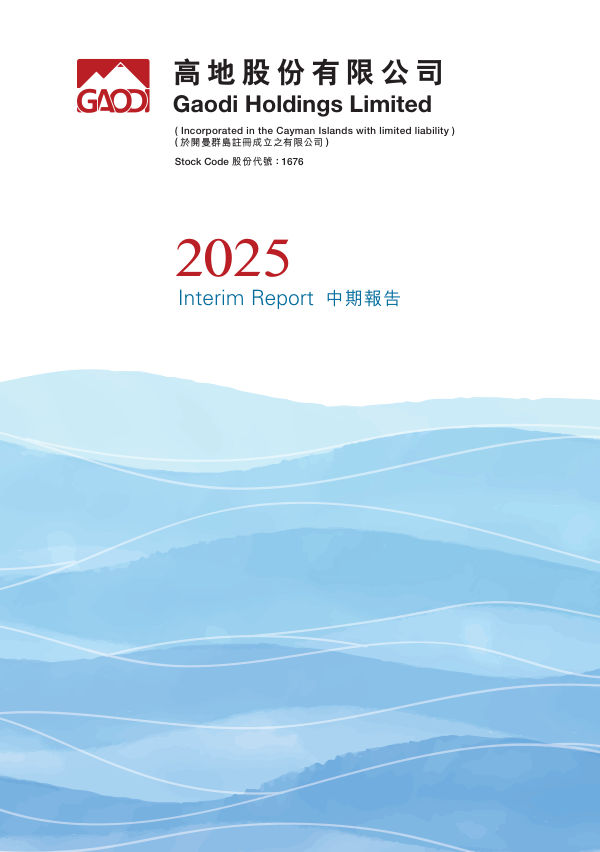 GAODI
高地股份有限公司
Gaodi Holdings Limited
( Incorporated in the Cayman Islands with limited liability )
( 於開曼群島註冊成立之有限公司 )
Stock Code 股份代號：1676
2025
Interim Report 中期報告